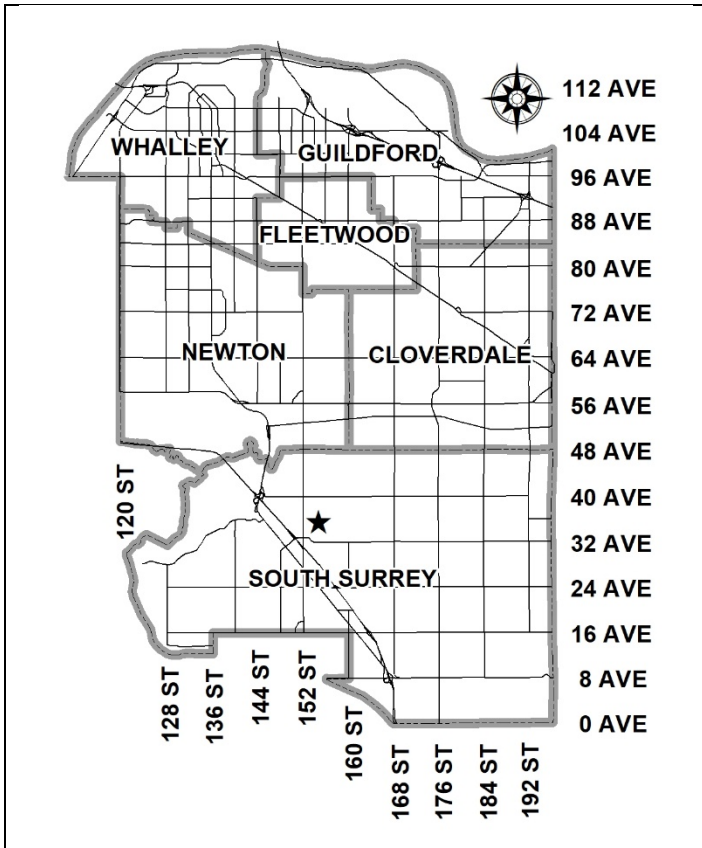 112 AVE
104 AVE
WHALLEY
GUILDFORD
96 AVE
88 AVE
FLEETWOOD
80 AVE
72 AVE
NEWTON
CLOVERDALE
64 AVE
56 AVE
48 AVE
120 ST
40 AVE
32 AVE
SOUTH SURREY
24 AVE
16 AVE
8 AVE
0 AVE
128 ST
136 ST
144 ST
152 ST
160 ST
168 ST
176 ST
184 ST
192 ST